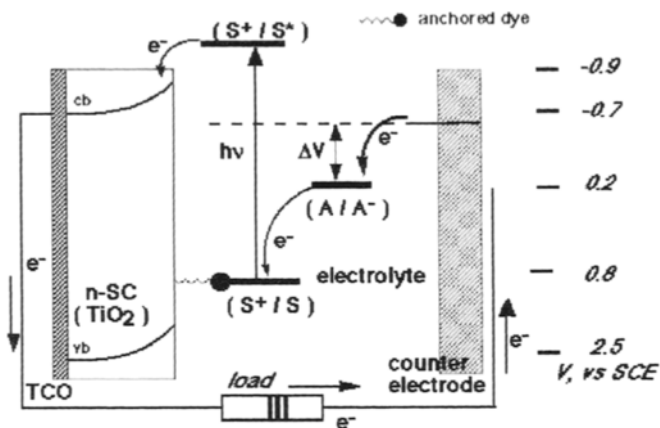 anchored dye
(S⁺ / S*)
e⁻
cb
hν
ΔV
e⁻
(A / A⁻)
e⁻
e⁻
n-SC
(TiO₂)
electrolyte
(S⁺ / S)
vb
TCO
load
e⁻
counter
electrode
e⁻
-0.9
-0.7
0.2
0.8
2.5
V, vs SCE